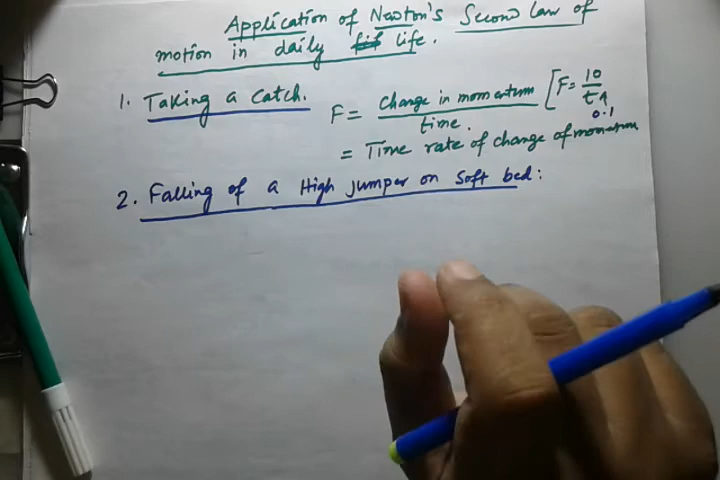 Application of Newton's Second law of
motion in daily life.
1. Taking a Catch.
F = Change in momentum / time. [F = 10 / t
0.1
= Time rate of change of momentum
2. Falling of a High jumper on Soft bed: